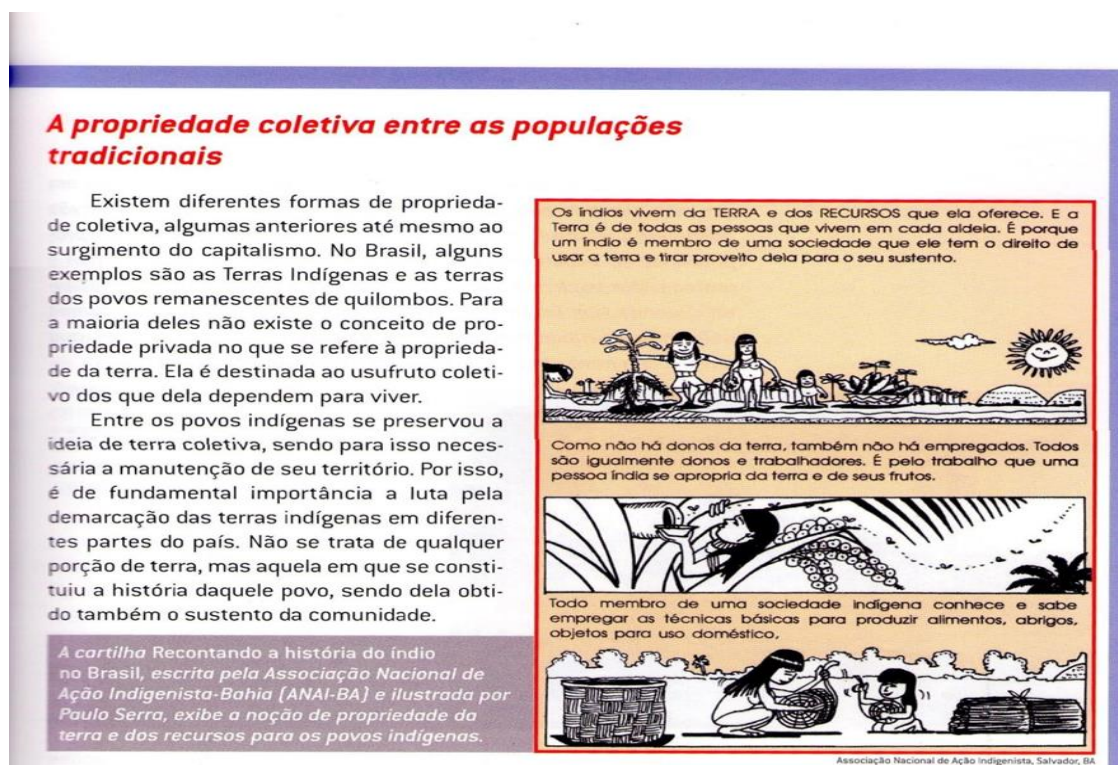 A propriedade coletiva entre as populações
tradicionais
Existem diferentes formas de proprieda-
de coletiva, algumas anteriores até mesmo ao
surgimento do capitalismo. No Brasil, alguns
exemplos são as Terras Indígenas e as terras
dos povos remanescentes de quilombos. Para
a maioria deles não existe o conceito de pro-
priedade privada no que se refere à proprieda-
de da terra. Ela é destinada ao usufruto coleti-
vo dos que dela dependem para viver.
Entre os povos indígenas se preservou a
ideia de terra coletiva, sendo para isso neces-
sária a manutenção de seu território. Por isso,
é de fundamental importância a luta pela
demarcação das terras indígenas em diferen-
tes partes do país. Não se trata de qualquer
porção de terra, mas aquela em que se consti-
tuiu a história daquele povo, sendo dela obti-
do também o sustento da comunidade.
A cartilha Recontando a história do índio
no Brasil, escrita pela Associação Nacional de
Ação Indigenista-Bahia (ANAI-BA) e ilustrada por
Paulo Serra, exibe a noção de propriedade da
terra e dos recursos para os povos indígenas.
Os índios vivem da TERRA e dos RECURSOS que ela oferece. E a
Terra é de todas as pessoas que vivem em cada aldeia. É porque
um índio é membro de uma sociedade que ele tem o direito de
usar a terra e tirar proveito dela para o seu sustento.
Como não há donos da terra, também não há empregados. Todos
são igualmente donos e trabalhadores. É pelo trabalho que uma
pessoa índia se apropria da terra e de seus frutos.
Todo membro de uma sociedade indígena conhece e sabe
empregar as técnicas básicas para produzir alimentos, abrigos,
objetos para uso doméstico,
Associação Nacional de Ação Indigenista, Salvador, BA